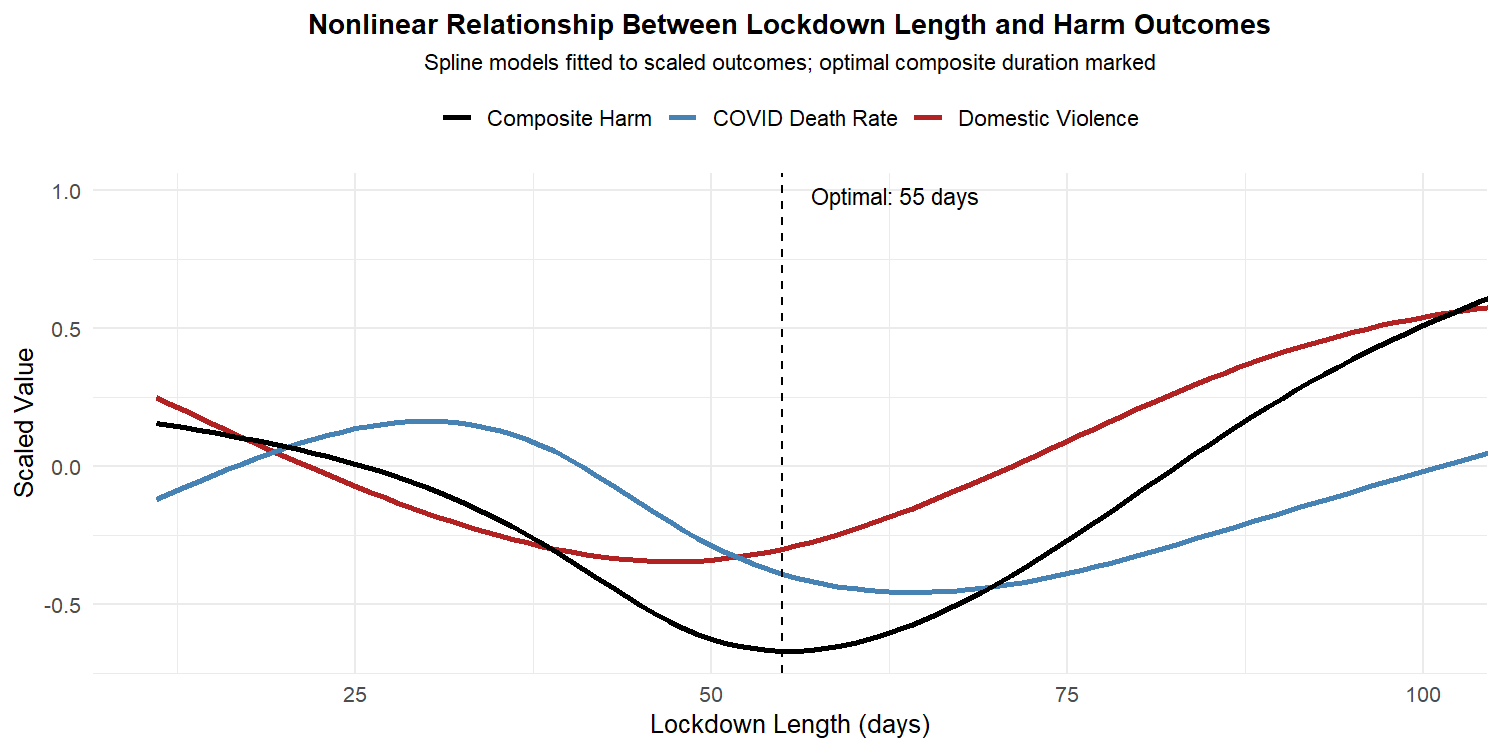 Nonlinear Relationship Between Lockdown Length and Harm Outcomes
Spline models fitted to scaled outcomes; optimal composite duration marked
Composite Harm COVID Death Rate Domestic Violence
Optimal: 55 days
1.0
0.5
0.0
-0.5
Scaled Value
25 50 75 100
Lockdown Length (days)